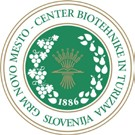 GRM NOVO MESTO - CENTER BIOTEHNIKE IN TURIZMA
SLOVENIJA
1886